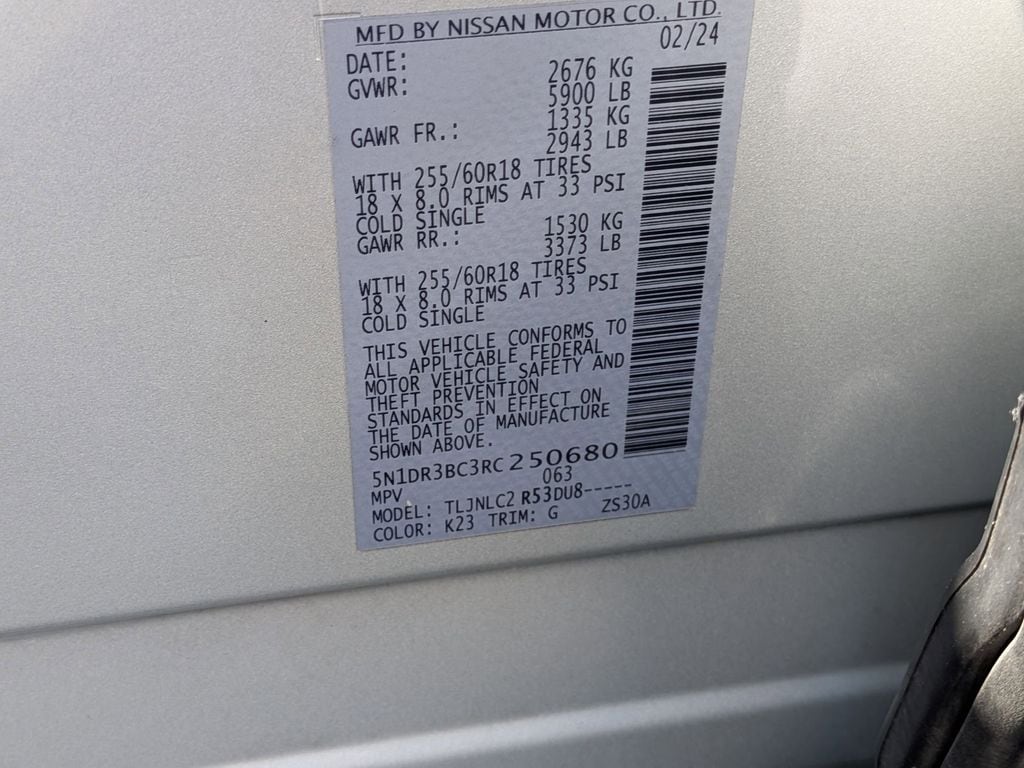 MFD BY NISSAN MOTOR CO., LTD.
DATE: 02/24
GVWR: 2676 KG
5900 LB
GAWR FR.: 1335 KG
2943 LB
WITH 255/60R18 TIRES
18 X 8.0 RIMS AT 33 PSI
COLD SINGLE
GAWR RR.: 1530 KG
3373 LB
WITH 255/60R18 TIRES
18 X 8.0 RIMS AT 33 PSI
COLD SINGLE
THIS VEHICLE CONFORMS TO
ALL APPLICABLE FEDERAL
MOTOR VEHICLE SAFETY AND
THEFT PREVENTION
STANDARDS IN EFFECT ON
THE DATE OF MANUFACTURE
SHOWN ABOVE.
5N1DR3BC3RC250680
MPV 063
MODEL: TLJNLC2 R53DU8-----
COLOR: K23 TRIM: G ZS30A